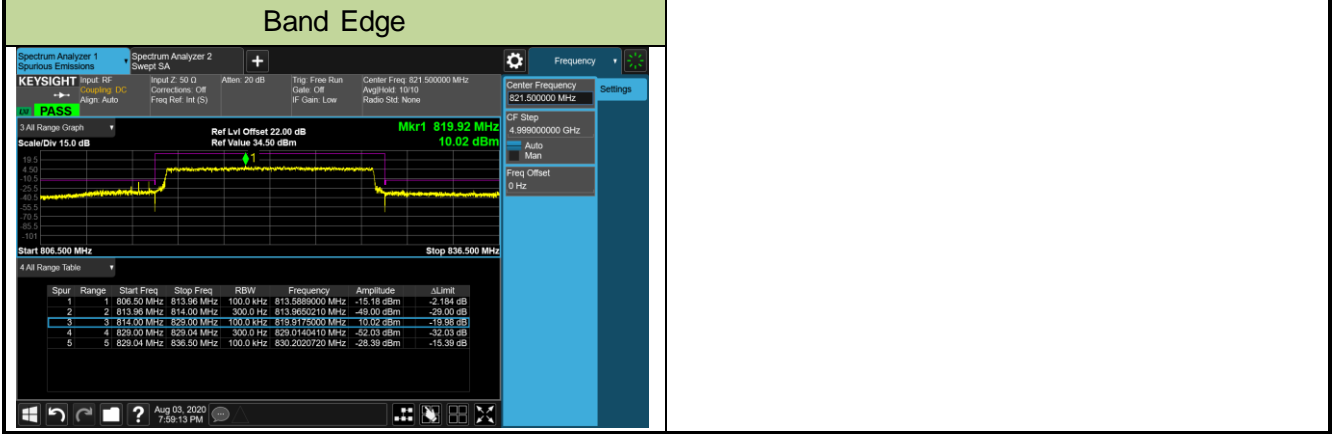 Band Edge
Spectrum Analyzer 1
Spurious Emissions
Spectrum Analyzer 2
Swept SA
+
Frequency
KEYSIGHT
Input: RF
Coupling: DC
Align: Auto
Input Z: 50 Ω
Corrections: Off
Freq Ref: Int (S)
Atten: 20 dB
Trig: Free Run
Gate: Off
IF Gain: Low
Center Freq: 821.500000 MHz
Avg|Hold: 10/10
Radio Std: None
PASS
Center Frequency
821.500000 MHz
Settings
CF Step
4.999000000 GHz
Auto
Man
Freq Offset
0 Hz
3 All Range Graph
Scale/Div 15.0 dB
Ref Lvl Offset 22.00 dB
Ref Value 34.50 dBm
Mkr1 819.92 MHz
10.02 dBm
1
19.5
4.50
-10.5
-25.5
-40.5
-55.5
-70.5
-85.5
-101
Start 806.500 MHz
Stop 836.500 MHz
4 All Range Table
Spur Range Start Freq Stop Freq RBW Frequency Amplitude ΔLimit
1 1 806.50 MHz 813.96 MHz 100.0 kHz 813.5889000 MHz -15.18 dBm -2.184 dB
2 2 813.96 MHz 814.00 MHz 300.0 Hz 813.9650210 MHz -49.00 dBm -29.00 dB
3 3 814.00 MHz 829.00 MHz 100.0 kHz 819.9175000 MHz 10.02 dBm -19.98 dB
4 4 829.00 MHz 829.04 MHz 300.0 Hz 829.0140410 MHz -52.03 dBm -32.03 dB
5 5 829.04 MHz 836.50 MHz 100.0 kHz 830.2020720 MHz -28.39 dBm -15.39 dB
?
Aug 03, 2020
7:59:13 PM